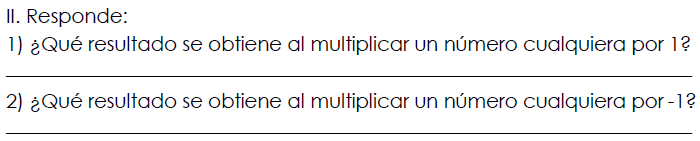 II. Responde:
1) ¿Qué resultado se obtiene al multiplicar un número cualquiera por 1?
2) ¿Qué resultado se obtiene al multiplicar un número cualquiera por -1?